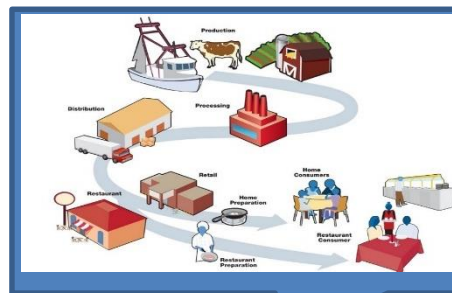 Production
Distribution
Processing
Retail
Home
Consumers
Restaurant
Home
Preparation
Restaurant
Consumer
Restaurant
Preparation